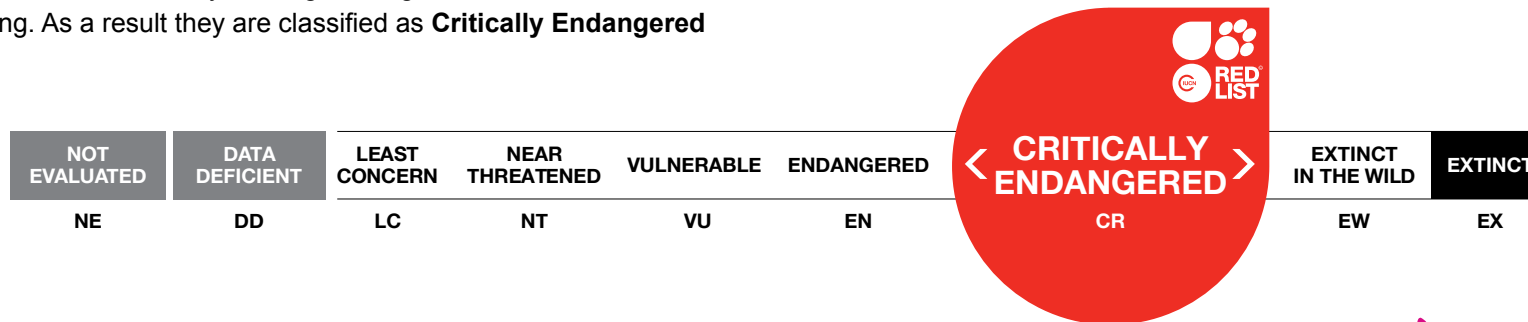 ng. As a result they are classified as Critically Endangered
IUCN
RED
LIST
NOT
EVALUATED
DATA
DEFICIENT
LEAST
CONCERN
NEAR
THREATENED
VULNERABLE
ENDANGERED
< CRITICALLY
ENDANGERED >
EXTINCT
IN THE WILD
EXTINCT
NE DD LC NT VU EN CR EW EX